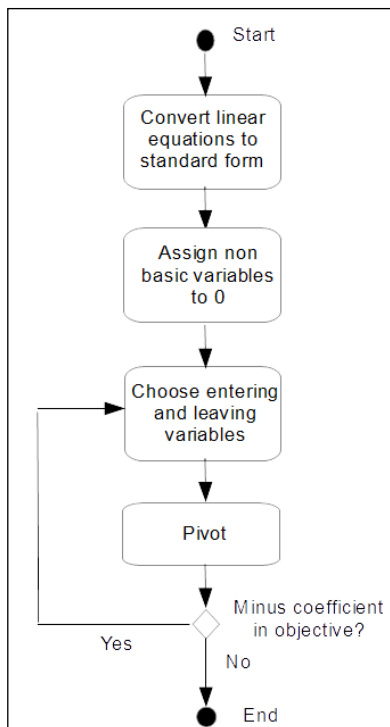 Start
Convert linear
equations to
standard form
Assign non
basic variables
to 0
Choose entering
and leaving
variables
Pivot
Minus coefficient
in objective?
Yes
No
End